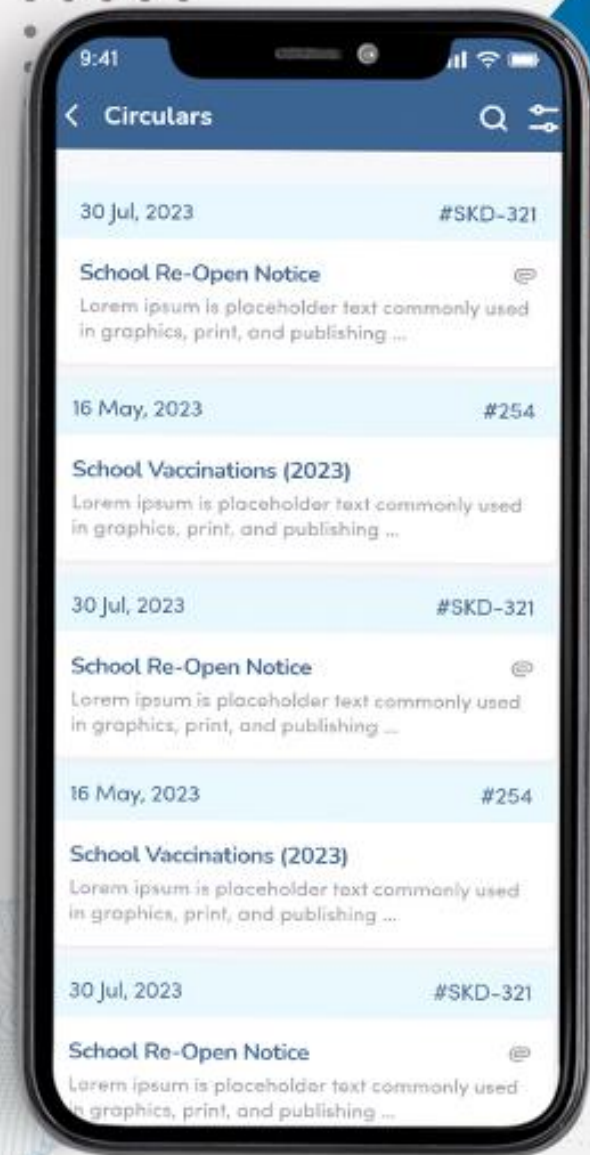 9:41
Circulars
30 Jul, 2023 #SKD-321
School Re-Open Notice
Lorem ipsum is placeholder text commonly used
in graphics, print, and publishing ...
16 May, 2023 #254
School Vaccinations (2023)
Lorem ipsum is placeholder text commonly used
in graphics, print, and publishing ...
30 Jul, 2023 #SKD-321
School Re-Open Notice
Lorem ipsum is placeholder text commonly used
in graphics, print, and publishing ...
16 May, 2023 #254
School Vaccinations (2023)
Lorem ipsum is placeholder text commonly used
in graphics, print, and publishing ...
30 Jul, 2023 #SKD-321
School Re-Open Notice
Lorem ipsum is placeholder text commonly used
in graphics, print, and publishing ...